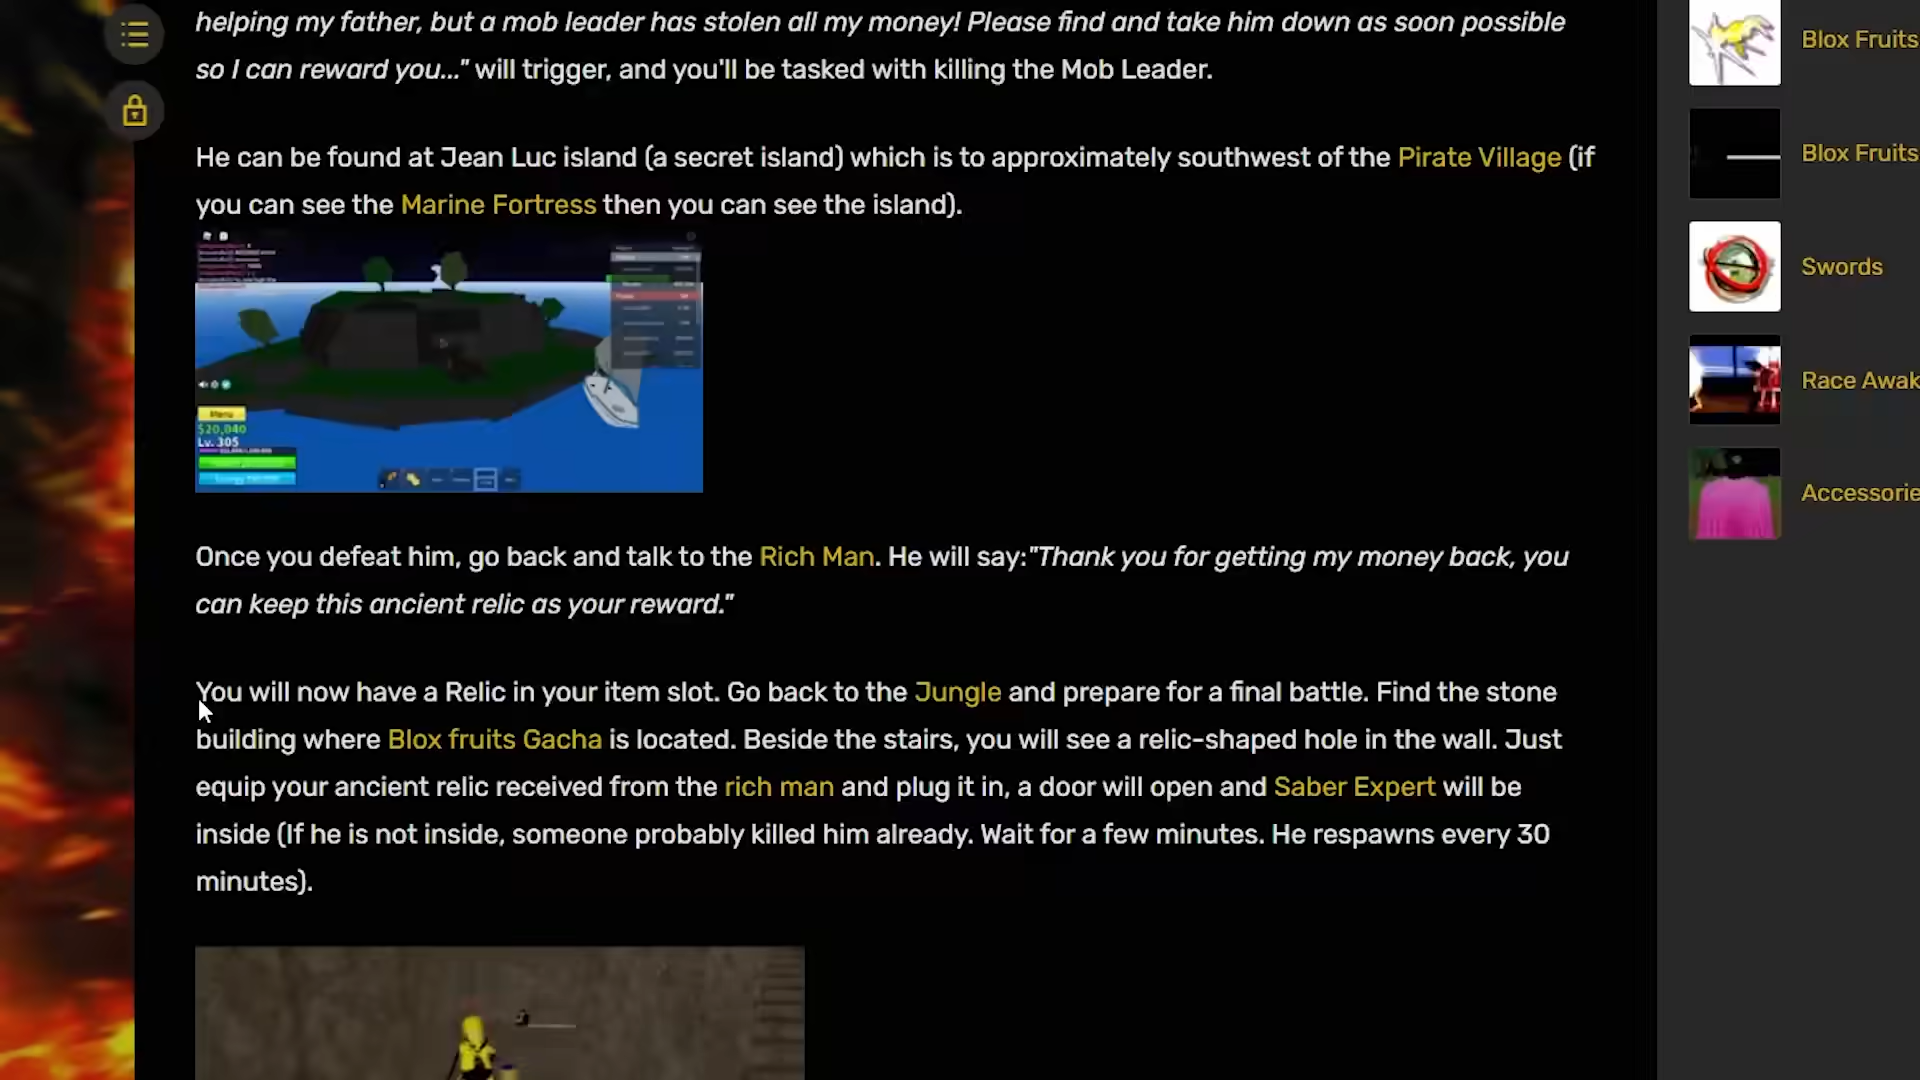 helping my father, but a mob leader has stolen all my money! Please find and take him down as soon possible
so I can reward you..." will trigger, and you'll be tasked with killing the Mob Leader.
He can be found at Jean Luc island (a secret island) which is to approximately southwest of the Pirate Village (if
you can see the Marine Fortress then you can see the island).
Menu
$20,040
Lv. 305
Once you defeat him, go back and talk to the Rich Man. He will say:"Thank you for getting my money back, you
can keep this ancient relic as your reward."
You will now have a Relic in your item slot. Go back to the Jungle and prepare for a final battle. Find the stone
building where Blox fruits Gacha is located. Beside the stairs, you will see a relic-shaped hole in the wall. Just
equip your ancient relic received from the rich man and plug it in, a door will open and Saber Expert will be
inside (If he is not inside, someone probably killed him already. Wait for a few minutes. He respawns every 30
minutes).
Blox Fruits
Blox Fruits
Swords
Race Awak
Accessorie